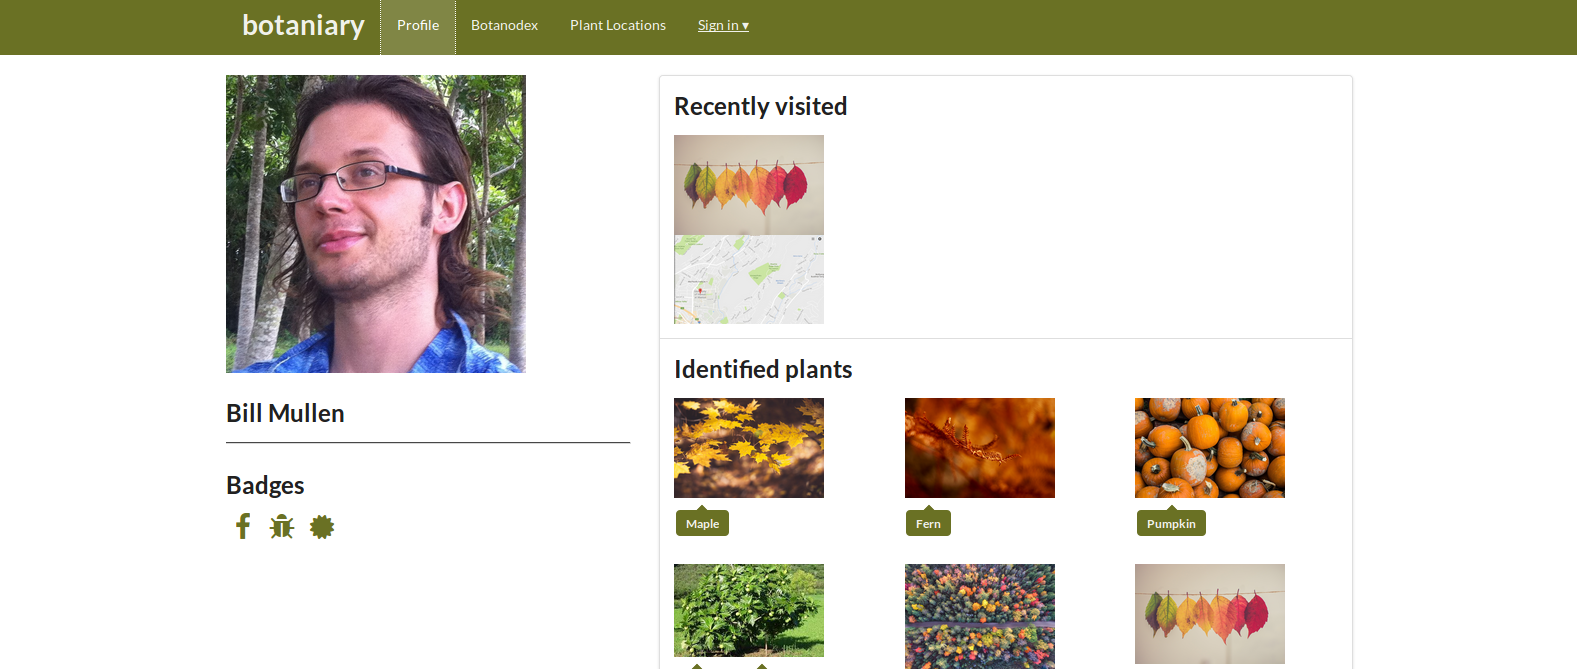 botaniary Profile Botanodex Plant Locations Sign in ▾
Recently visited
Bill Mullen
Badges
Identified plants
Maple Fern Pumpkin